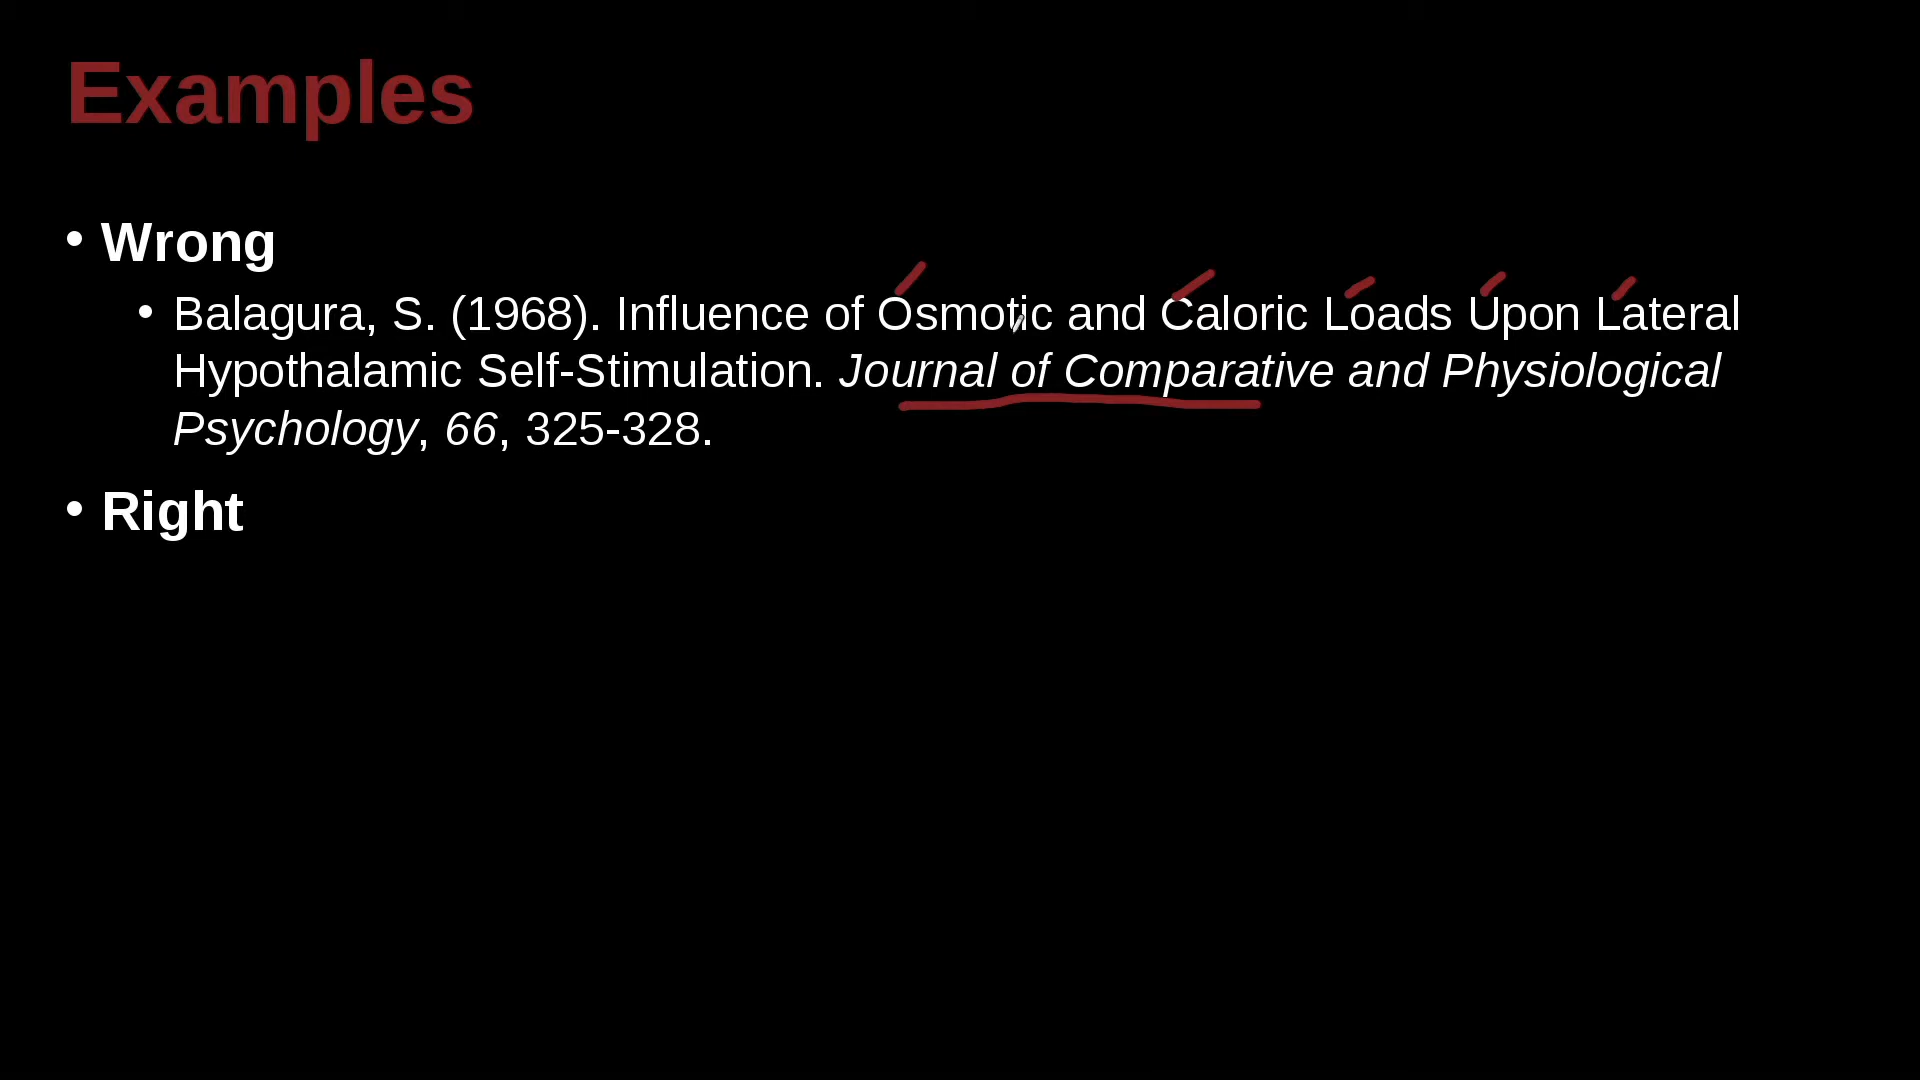 Examples
• Wrong
• Balagura, S. (1968). Influence of Osmotic and Caloric Loads Upon Lateral
Hypothalamic Self-Stimulation. Journal of Comparative and Physiological
Psychology, 66, 325-328.
• Right